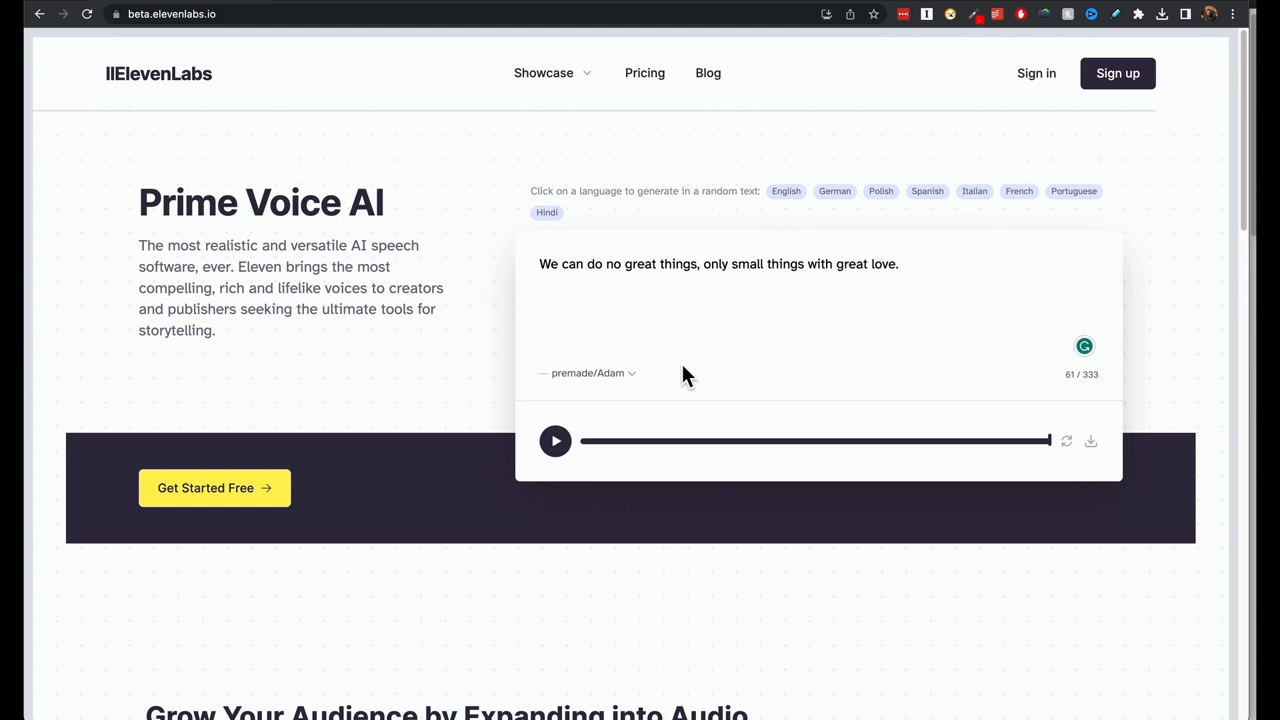 beta.elevenlabs.io
IIElevenLabs
Showcase
Pricing
Blog
Sign in
Sign up
Prime Voice AI
The most realistic and versatile AI speech
software, ever. Eleven brings the most
compelling, rich and lifelike voices to creators
and publishers seeking the ultimate tools for
storytelling.
Click on a language to generate in a random text: English German Polish Spanish Italian French Portuguese
Hindi
We can do no great things, only small things with great love.
— premade/Adam
61 / 333
Get Started Free →
Grow Your Audience by Expanding into Audio